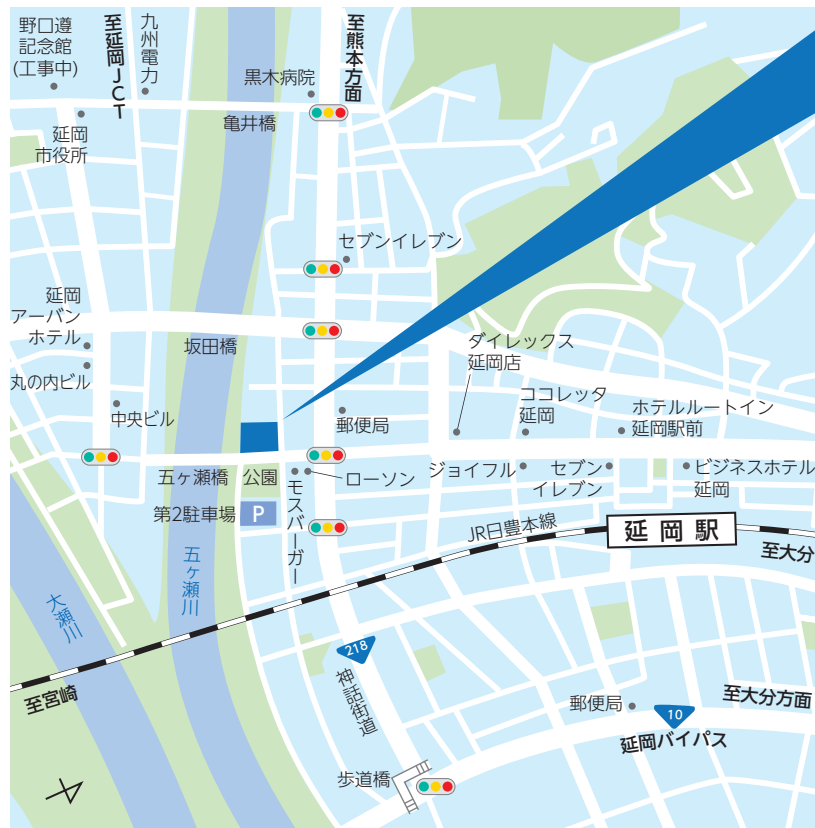 野口遵
記念館
(工事中)
至延岡JCT
九州電力
至熊本方面
黒木病院
亀井橋
延岡
市役所
セブンイレブン
延岡
アーバン
ホテル
坂田橋
ダイレックス
延岡店
丸の内ビル
中央ビル
郵便局
ココレッタ
延岡
ホテルルートイン
延岡駅前
五ヶ瀬橋
公園
モスバーガー
ローソン
ジョイフル
セブン
イレブン
ビジネスホテル
延岡
第2駐車場
P
JR日豊本線
延岡駅
至大分
五ヶ瀬川
大瀬川
218
神話街道
至宮崎
郵便局
10
至大分方面
延岡バイパス
歩道橋